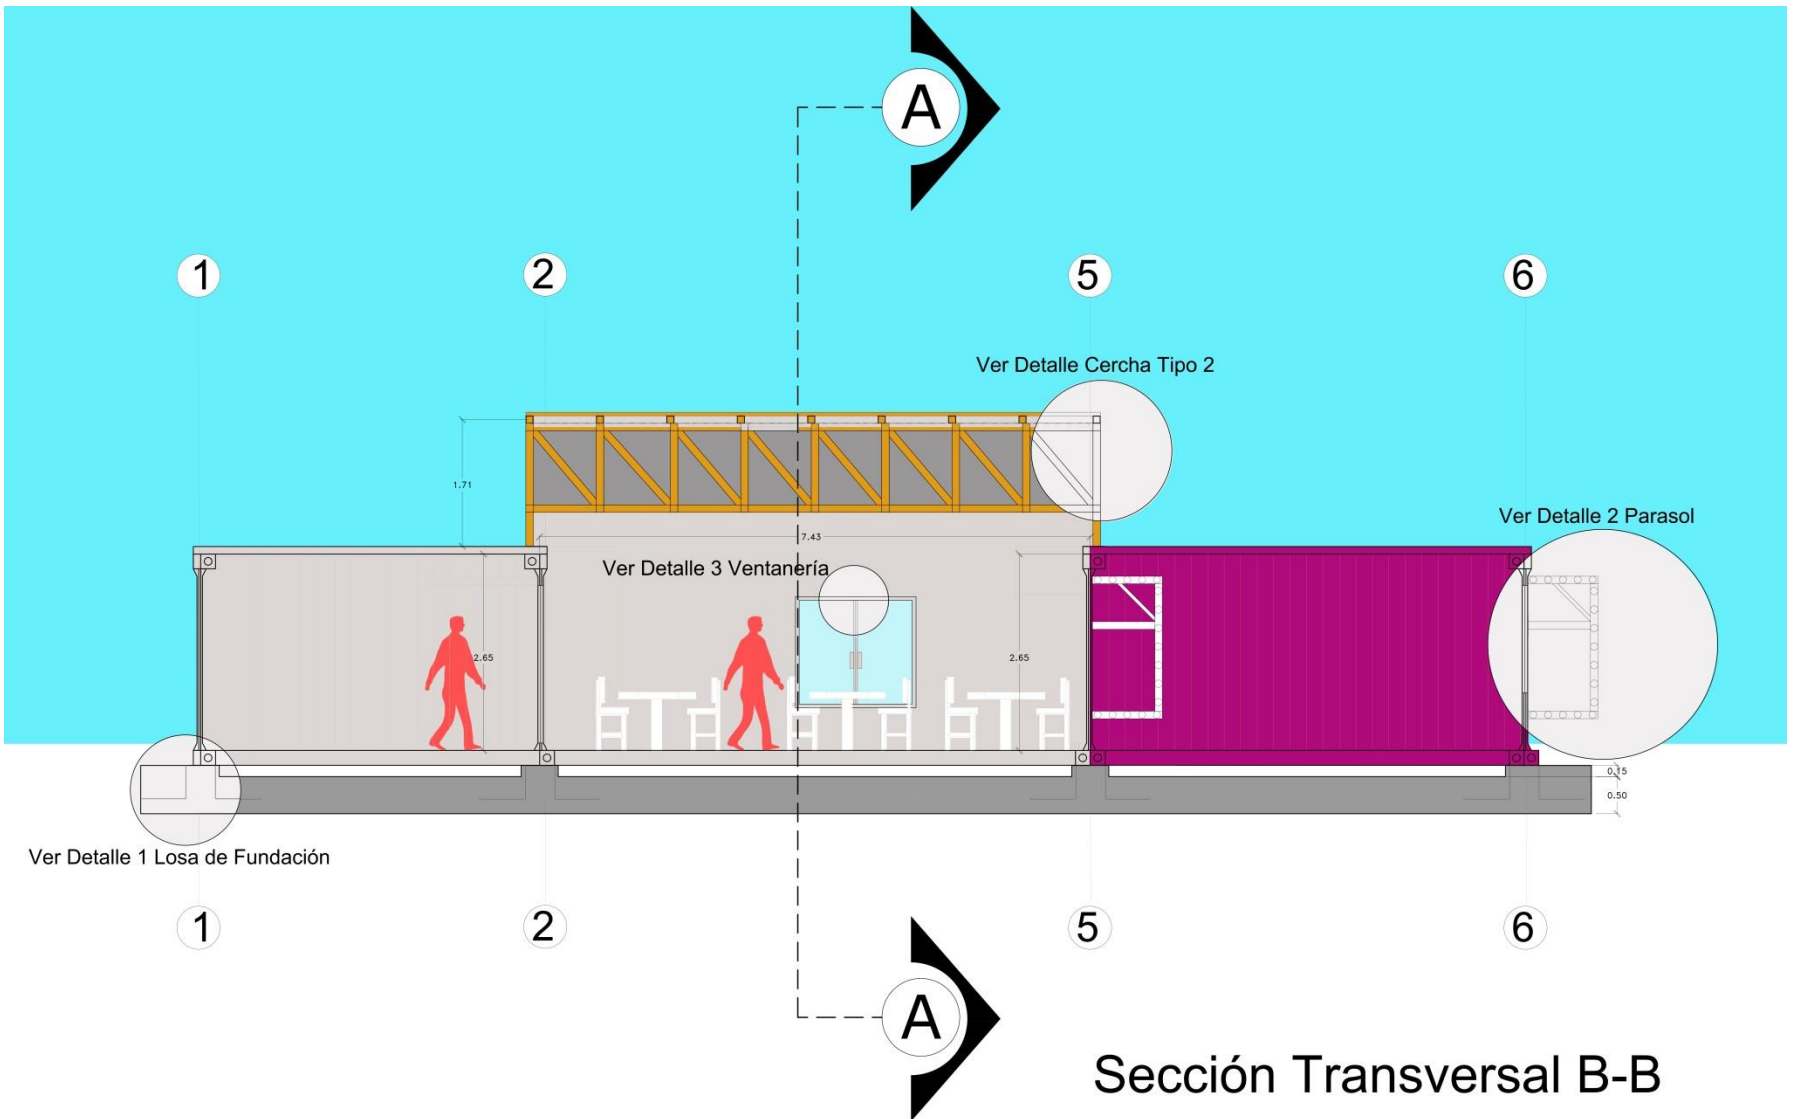 A
1
2
5
6
Ver Detalle Cercha Tipo 2
1.71
Ver Detalle 2 Parasol
7.43
Ver Detalle 3 Ventanería
2.65
2.65
0.15
0.50
Ver Detalle 1 Losa de Fundación
1
2
5
6
A
Sección Transversal B-B